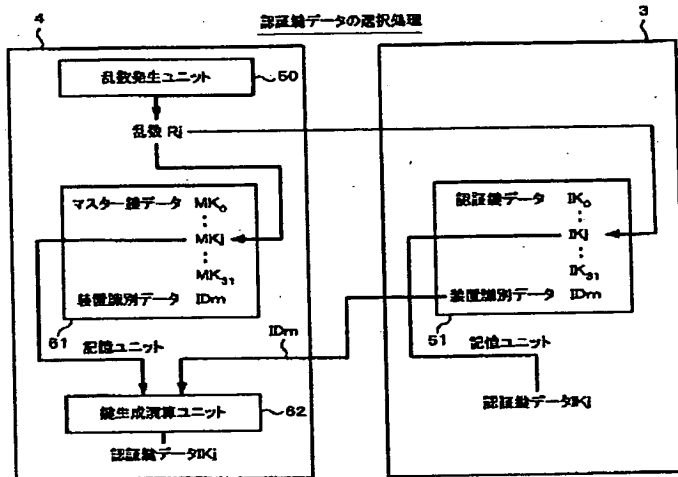 認証鍵データの選択処理
4
3
乱数発生ユニット
50
乱数 Rj
マスター鍵データ MK0
MKj
MK31
装置識別データ IDm
61
記憶ユニット
IDm
鍵生成演算ユニット
62
認証鍵データIKj
認証鍵データ IK0
IKj
IK31
装置識別データ IDm
51
記憶ユニット
認証鍵データIKj